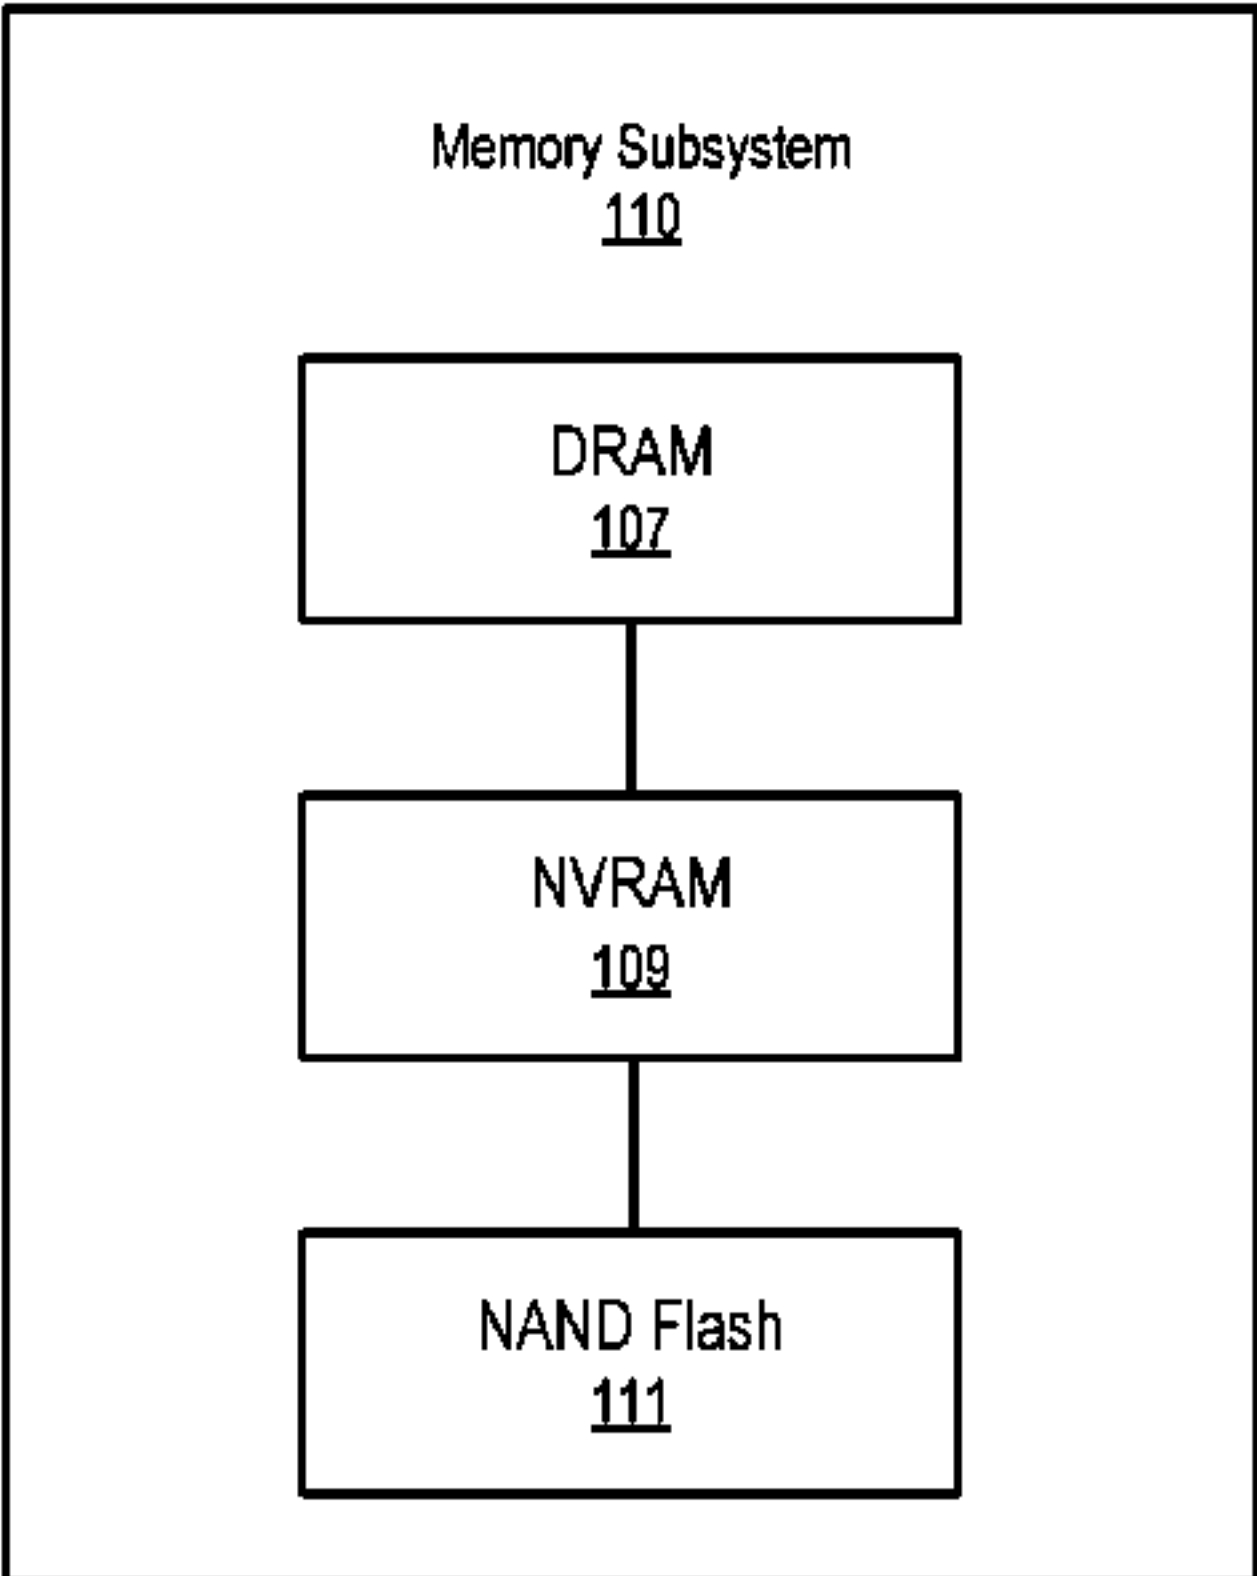 Memory Subsystem
110
DRAM
107
NVRAM
109
NAND Flash
111